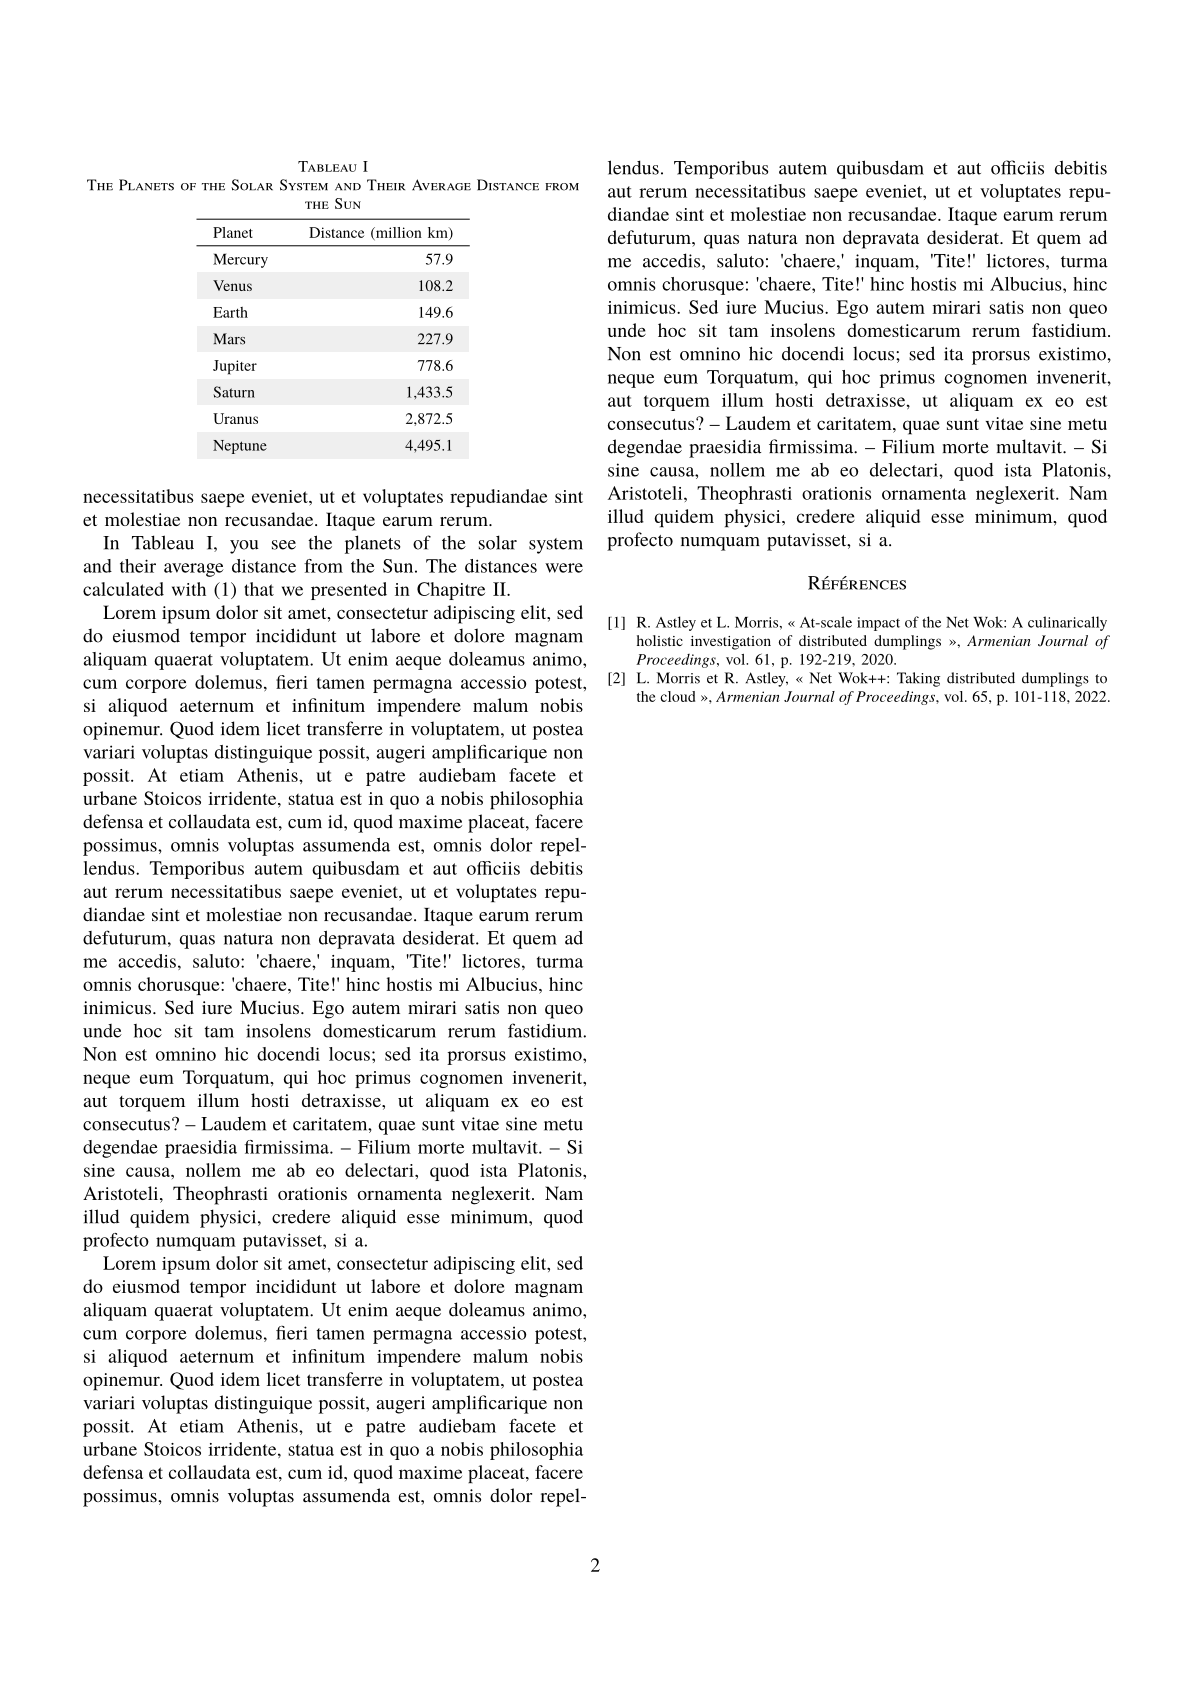 Tableau I
The Planets of the Solar System and Their Average Distance from
the Sun
Planet Distance (million km)
Mercury 57.9
Venus 108.2
Earth 149.6
Mars 227.9
Jupiter 778.6
Saturn 1,433.5
Uranus 2,872.5
Neptune 4,495.1
necessitatibus saepe eveniet, ut et voluptates repudiandae sint
et molestiae non recusandae. Itaque earum rerum.
In Tableau I, you see the planets of the solar system
and their average distance from the Sun. The distances were
calculated with (1) that we presented in Chapitre II.
Lorem ipsum dolor sit amet, consectetur adipiscing elit, sed
do eiusmod tempor incididunt ut labore et dolore magnam
aliquam quaerat voluptatem. Ut enim aeque doleamus animo,
cum corpore dolemus, fieri tamen permagna accessio potest,
si aliquod aeternum et infinitum impendere malum nobis
opinemur. Quod idem licet transferre in voluptatem, ut postea
variari voluptas distinguique possit, augeri amplificarique non
possit. At etiam Athenis, ut e patre audiebam facete et
urbane Stoicos irridente, statua est in quo a nobis philosophia
defensa et collaudata est, cum id, quod maxime placeat, facere
possimus, omnis voluptas assumenda est, omnis dolor repel-
lendus. Temporibus autem quibusdam et aut officiis debitis
aut rerum necessitatibus saepe eveniet, ut et voluptates repu-
diandae sint et molestiae non recusandae. Itaque earum rerum
defuturum, quas natura non depravata desiderat. Et quem ad
me accedis, saluto: 'chaere,' inquam, 'Tite!' lictores, turma
omnis chorusque: 'chaere, Tite!' hinc hostis mi Albucius, hinc
inimicus. Sed iure Mucius. Ego autem mirari satis non queo
unde hoc sit tam insolens domesticarum rerum fastidium.
Non est omnino hic docendi locus; sed ita prorsus existimo,
neque eum Torquatum, qui hoc primus cognomen invenerit,
aut torquem illum hosti detraxisse, ut aliquam ex eo est
consecutus? – Laudem et caritatem, quae sunt vitae sine metu
degendae praesidia firmissima. – Filium morte multavit. – Si
sine causa, nollem me ab eo delectari, quod ista Platonis,
Aristoteli, Theophrasti orationis ornamenta neglexerit. Nam
illud quidem physici, credere aliquid esse minimum, quod
profecto numquam putavisset, si a.
Lorem ipsum dolor sit amet, consectetur adipiscing elit, sed
do eiusmod tempor incididunt ut labore et dolore magnam
aliquam quaerat voluptatem. Ut enim aeque doleamus animo,
cum corpore dolemus, fieri tamen permagna accessio potest,
si aliquod aeternum et infinitum impendere malum nobis
opinemur. Quod idem licet transferre in voluptatem, ut postea
variari voluptas distinguique possit, augeri amplificarique non
possit. At etiam Athenis, ut e patre audiebam facete et
urbane Stoicos irridente, statua est in quo a nobis philosophia
defensa et collaudata est, cum id, quod maxime placeat, facere
possimus, omnis voluptas assumenda est, omnis dolor repel-
lendus. Temporibus autem quibusdam et aut officiis debitis
aut rerum necessitatibus saepe eveniet, ut et voluptates repu-
diandae sint et molestiae non recusandae. Itaque earum rerum
defuturum, quas natura non depravata desiderat. Et quem ad
me accedis, saluto: 'chaere,' inquam, 'Tite!' lictores, turma
omnis chorusque: 'chaere, Tite!' hinc hostis mi Albucius, hinc
inimicus. Sed iure Mucius. Ego autem mirari satis non queo
unde hoc sit tam insolens domesticarum rerum fastidium.
Non est omnino hic docendi locus; sed ita prorsus existimo,
neque eum Torquatum, qui hoc primus cognomen invenerit,
aut torquem illum hosti detraxisse, ut aliquam ex eo est
consecutus? – Laudem et caritatem, quae sunt vitae sine metu
degendae praesidia firmissima. – Filium morte multavit. – Si
sine causa, nollem me ab eo delectari, quod ista Platonis,
Aristoteli, Theophrasti orationis ornamenta neglexerit. Nam
illud quidem physici, credere aliquid esse minimum, quod
profecto numquam putavisset, si a.
Références
[1] R. Astley et L. Morris, « At-scale impact of the Net Wok: A culinarically
holistic investigation of distributed dumplings », Armenian Journal of
Proceedings, vol. 61, p. 192-219, 2020.
[2] L. Morris et R. Astley, « Net Wok++: Taking distributed dumplings to
the cloud », Armenian Journal of Proceedings, vol. 65, p. 101-118, 2022.
2